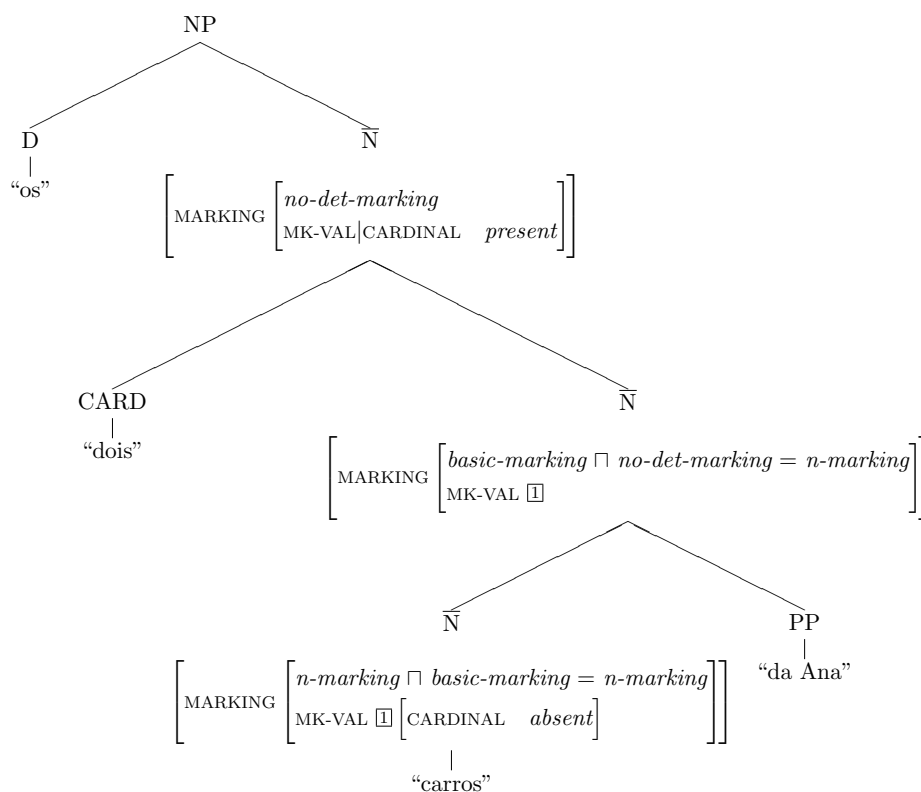 NP
D N̅
“os”
[MARKING [no-det-marking
MK-VAL|CARDINAL present]]
CARD N̅
“dois”
[MARKING [basic-marking ⊓ no-det-marking = n-marking
MK-VAL 1]]
N̅ PP
“da Ana”
[MARKING [n-marking ⊓ basic-marking = n-marking
MK-VAL 1 [CARDINAL absent]]]
“carros”